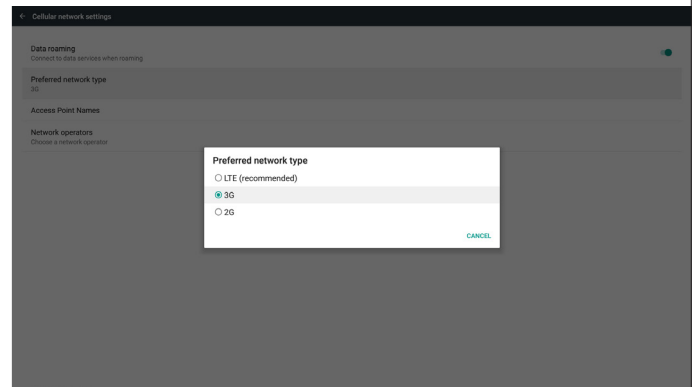 Cellular network settings
Data roaming
Connect to data services when roaming
Preferred network type
3G
Access Point Names
Network operators
Choose a network operator
Preferred network type
LTE (recommended)
3G
2G
CANCEL